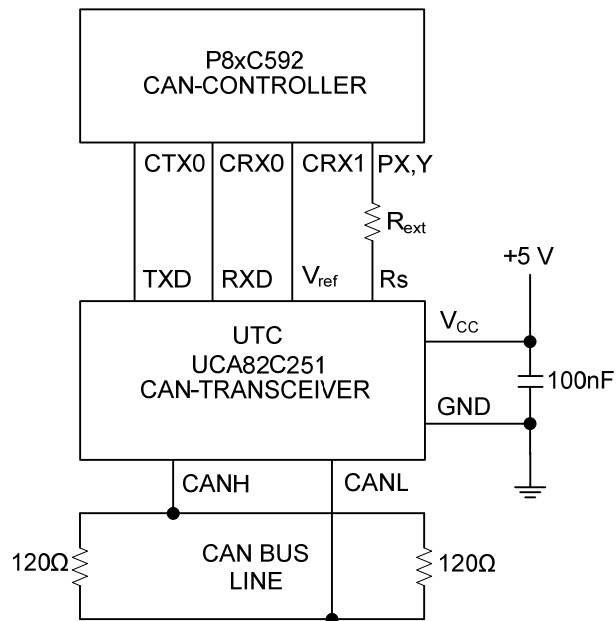 P8xC592
CAN-CONTROLLER
CTX0 CRX0 CRX1 PX,Y
Rext
+5 V
TXD RXD Vref Rs
UTC
UCA82C251
CAN-TRANSCEIVER
VCC
100nF
GND
CANH CANL
120Ω
CAN BUS
LINE
120Ω